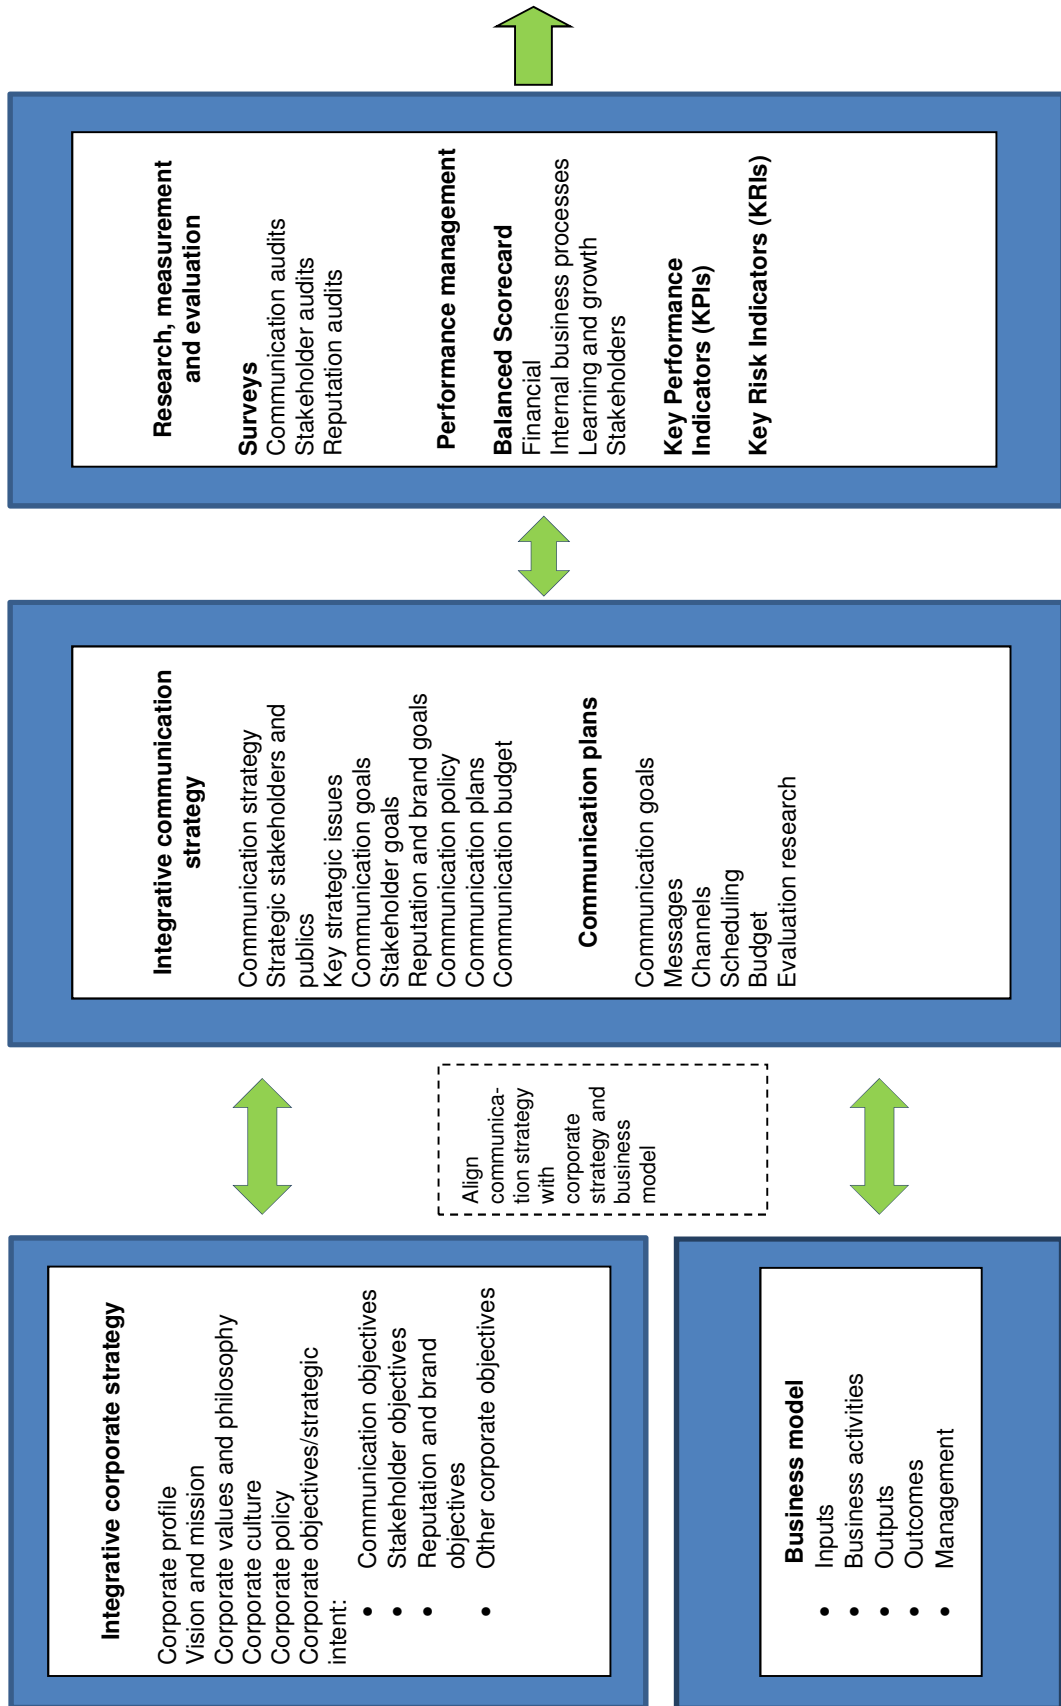 Integrative corporate strategy
Corporate profile
Vision and mission
Corporate values and philosophy
Corporate culture
Corporate policy
Corporate objectives/strategic
intent:
• Communication objectives
• Stakeholder objectives
• Reputation and brand
objectives
• Other corporate objectives
Business model
• Inputs
• Business activities
• Outputs
• Outcomes
• Management
Align
communica-
tion strategy
with
corporate
strategy and
business
model
Integrative communication
strategy
Communication strategy
Strategic stakeholders and
publics
Key strategic issues
Communication goals
Stakeholder goals
Reputation and brand goals
Communication policy
Communication plans
Communication budget
Communication plans
Communication goals
Messages
Channels
Scheduling
Budget
Evaluation research
Research, measurement
and evaluation
Surveys
Communication audits
Stakeholder audits
Reputation audits
Performance management
Balanced Scorecard
Financial
Internal business processes
Learning and growth
Stakeholders
Key Performance
Indicators (KPIs)
Key Risk Indicators (KRIs)